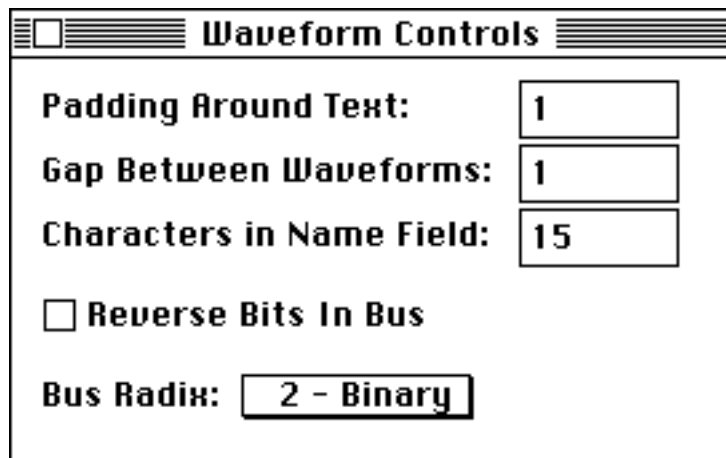 Waveform Controls
Padding Around Text: 1
Gap Between Waveforms: 1
Characters in Name Field: 15
Reverse Bits In Bus
Bus Radix: 2 - Binary